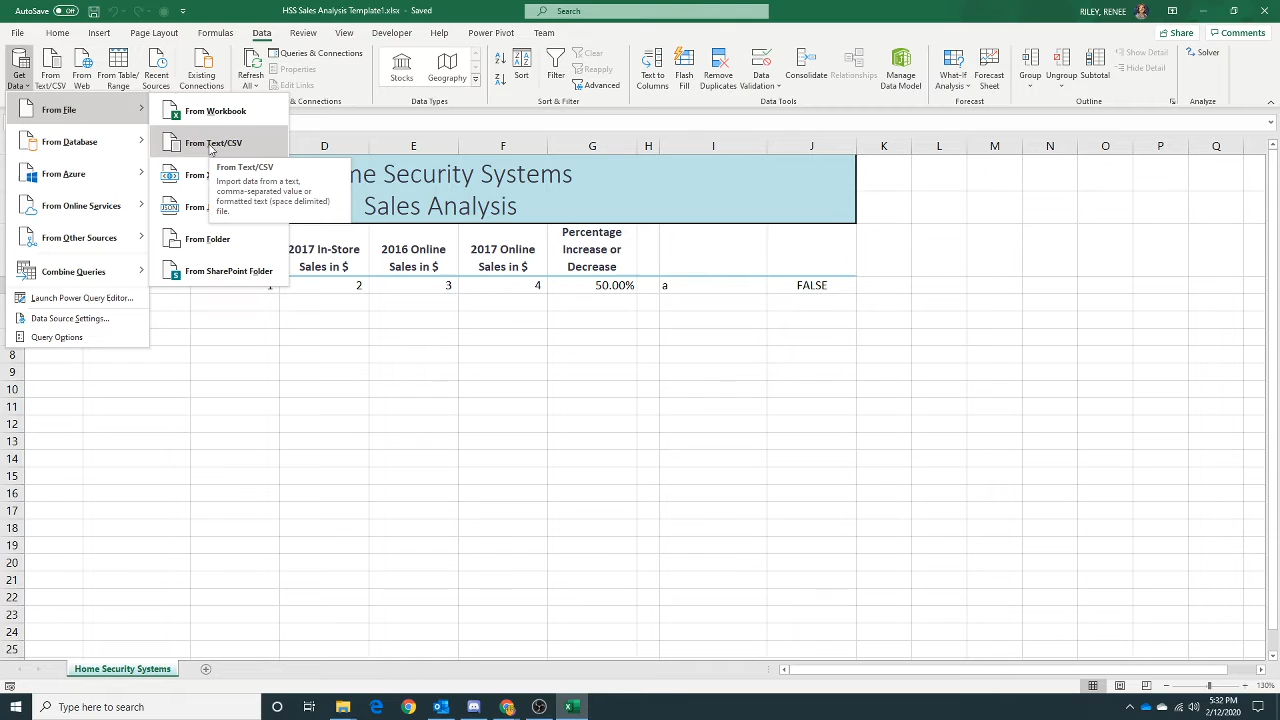 AutoSave Off
HSS Sales Analysis Template1.xlsx - Saved
Search
RILEY, RENEE
File Home Insert Page Layout Formulas Data Review View Developer Help Power Pivot Team
Share Comments
Get
Data
From
Text/CSV
From
Web
From Table/
Range
Recent
Sources
Existing
Connections
Refresh
All
Queries & Connections
Properties
Edit Links
& Connections
Stocks
Geography
Data Types
Sort
Filter
Clear
Reapply
Advanced
Sort & Filter
Text to
Columns
Flash
Fill
Remove
Duplicates
Data
Validation
Consolidate
Relationships
Manage
Data Model
Data Tools
What-If
Analysis
Forecast
Sheet
Forecast
Group
Ungroup
Subtotal
Show Detail
Hide Detail
Outline
Solver
Analyze
From File
From Database
From Azure
From Online Services
From Other Sources
Combine Queries
Launch Power Query Editor...
Data Source Settings...
Query Options
From Workbook
From Text/CSV
From
From
From Folder
From SharePoint Folder
From Text/CSV
Import data from a text,
comma-separated value or
formatted text (space delimited)
file.
D E F G H I J K L M N O P Q
me Security Systems
Sales Analysis
2017 In-Store
Sales in $
2016 Online
Sales in $
2017 Online
Sales in $
Percentage
Increase or
Decrease
1 2 3 4 50.00% a FALSE
8
9
10
11
12
13
14
15
16
17
18
19
20
21
22
23
24
25
Home Security Systems
130%
Type here to search
5:32 PM
2/12/2020